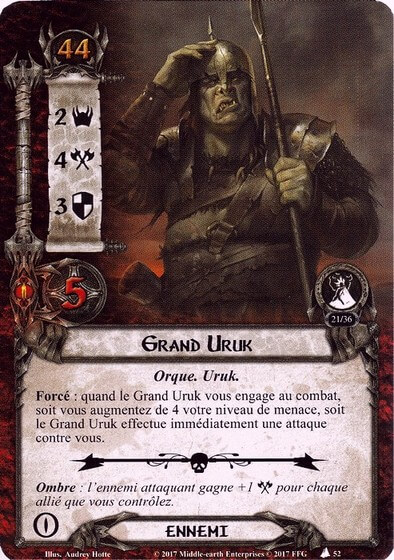 44
2
4
3
5
21/36
GRAND URUK
Orque. Uruk.
Forcé : quand le Grand Uruk vous engage au combat,
soit vous augmentez de 4 votre niveau de menace, soit
le Grand Uruk effectue immédiatement une attaque
contre vous.
Ombre : l'ennemi attaquant gagne +1 pour chaque
allié que vous contrôlez.
ENNEMI
Illus. Audrey Hotte © 2017 Middle-earth Enterprises © 2017 FFG 52